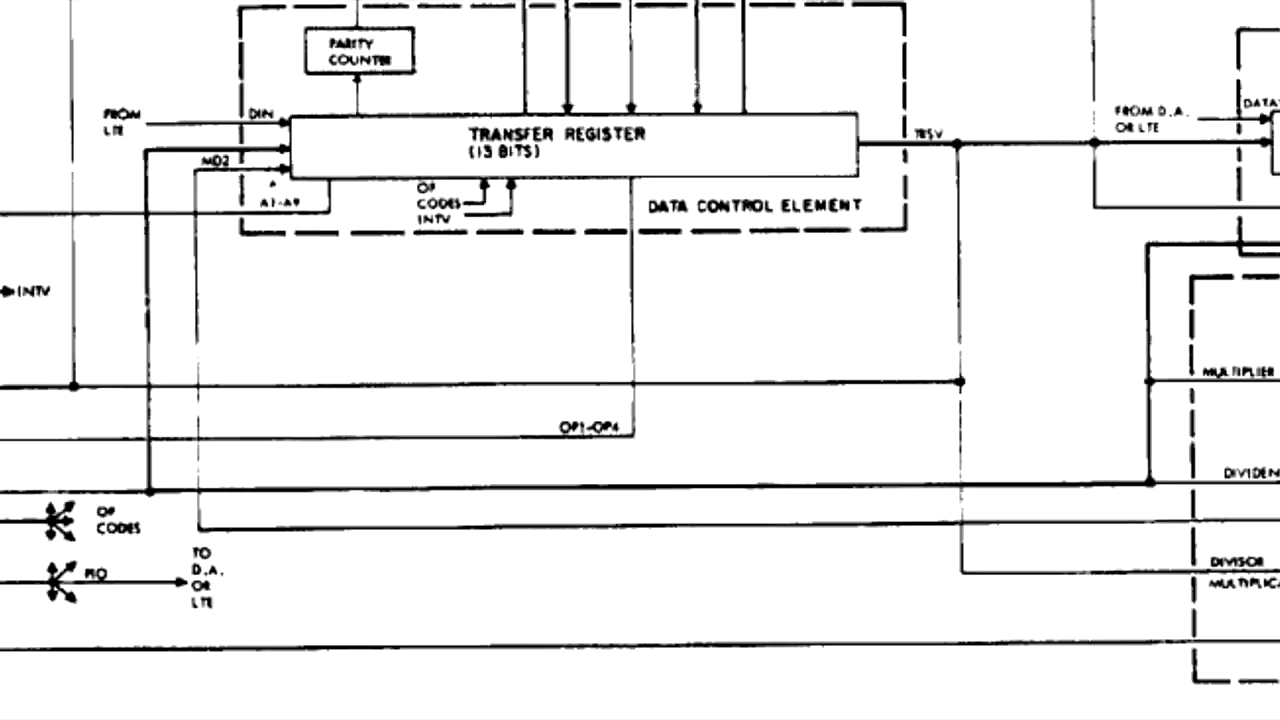 PARITY
COUNTER
FROM
LTE
DIN
TRANSFER REGISTER
(13 BITS)
TRSV
FROM D.A.
OR LTE
MD2
A
A1-A9
OP
CODES
INTV
DATA CONTROL ELEMENT
INTV
MULTIPLIER
OP1-OP4
OP
CODES
PIO
TO
D.A.
OR
LTE
DIVISOR